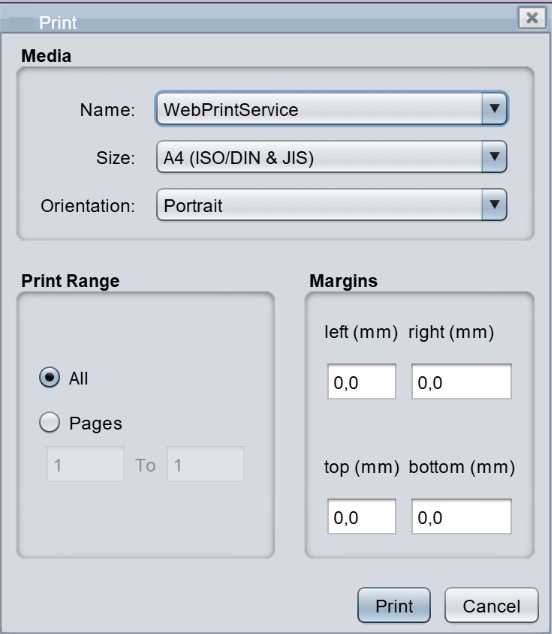 Print
Media
Name: WebPrintService
Size: A4 (ISO/DIN & JIS)
Orientation: Portrait
Print Range
All
Pages
1 To 1
Margins
left (mm) right (mm)
0,0 0,0
top (mm) bottom (mm)
0,0 0,0
Print Cancel